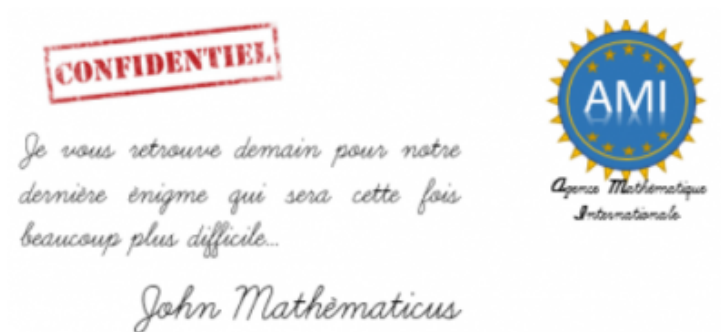 CONFIDENTIEL
AMI
Agence Mathématique
Internationale
Je vous retrouve demain pour notre
dernière énigme qui sera cette fois
beaucoup plus difficile...
John Mathématicus